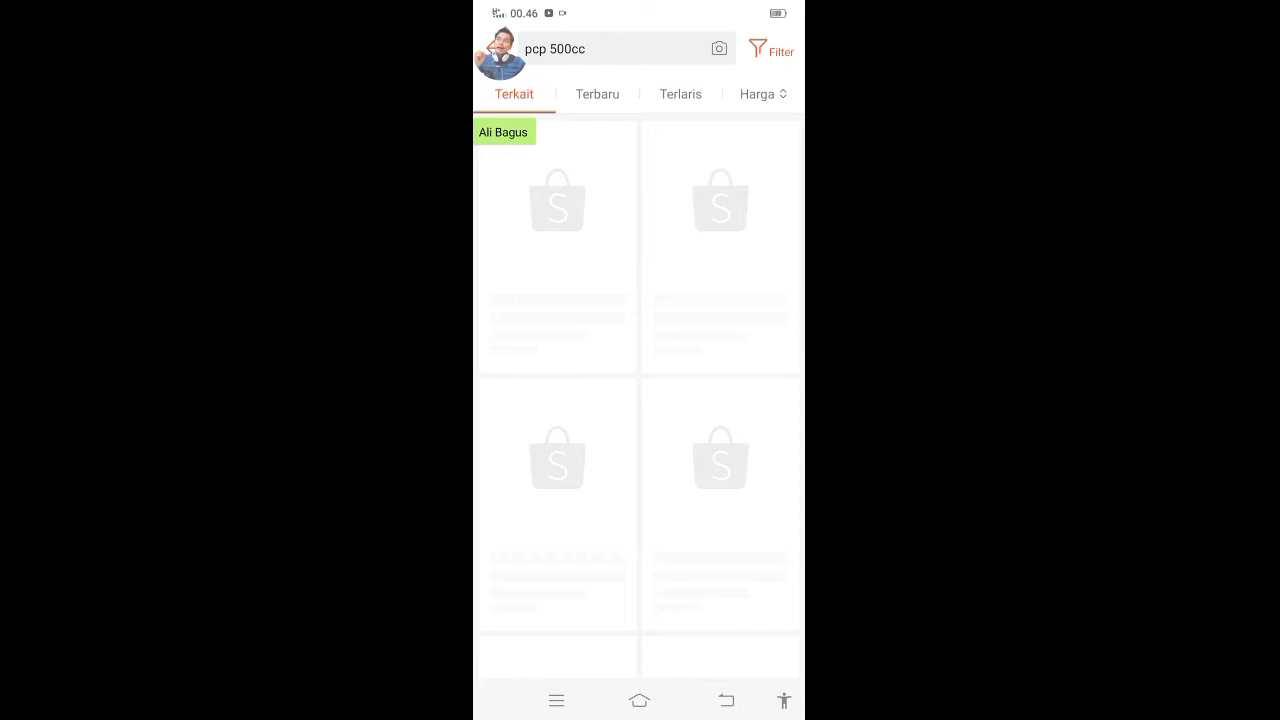 00.46
pcp 500cc
Filter
Terkait
Terbaru
Terlaris
Harga
Ali Bagus
S
S
S
S